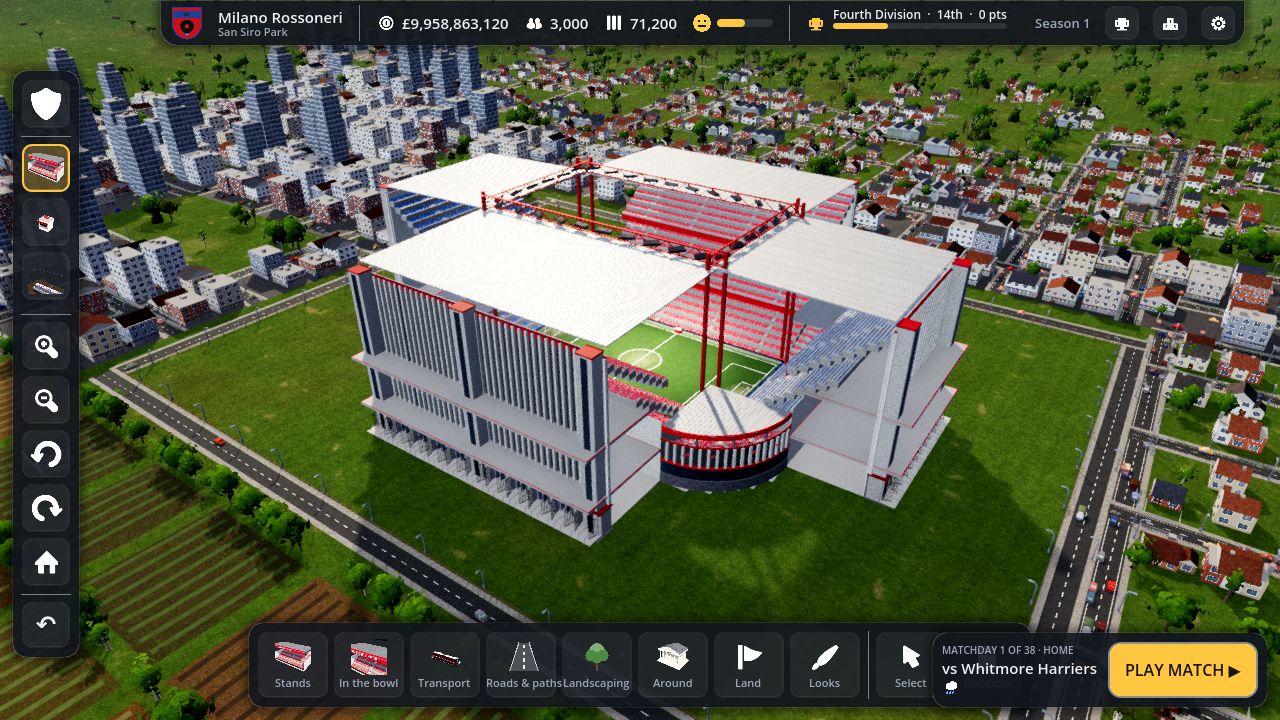 Milano Rossoneri
San Siro Park
£9,958,863,120
3,000
71,200
Fourth Division · 14th · 0 pts
Season 1
Stands
In the bowl
Transport
Roads & paths
Landscaping
Around
Land
Looks
Select
MATCHDAY 1 OF 38 · HOME
vs Whitmore Harriers
PLAY MATCH ▶